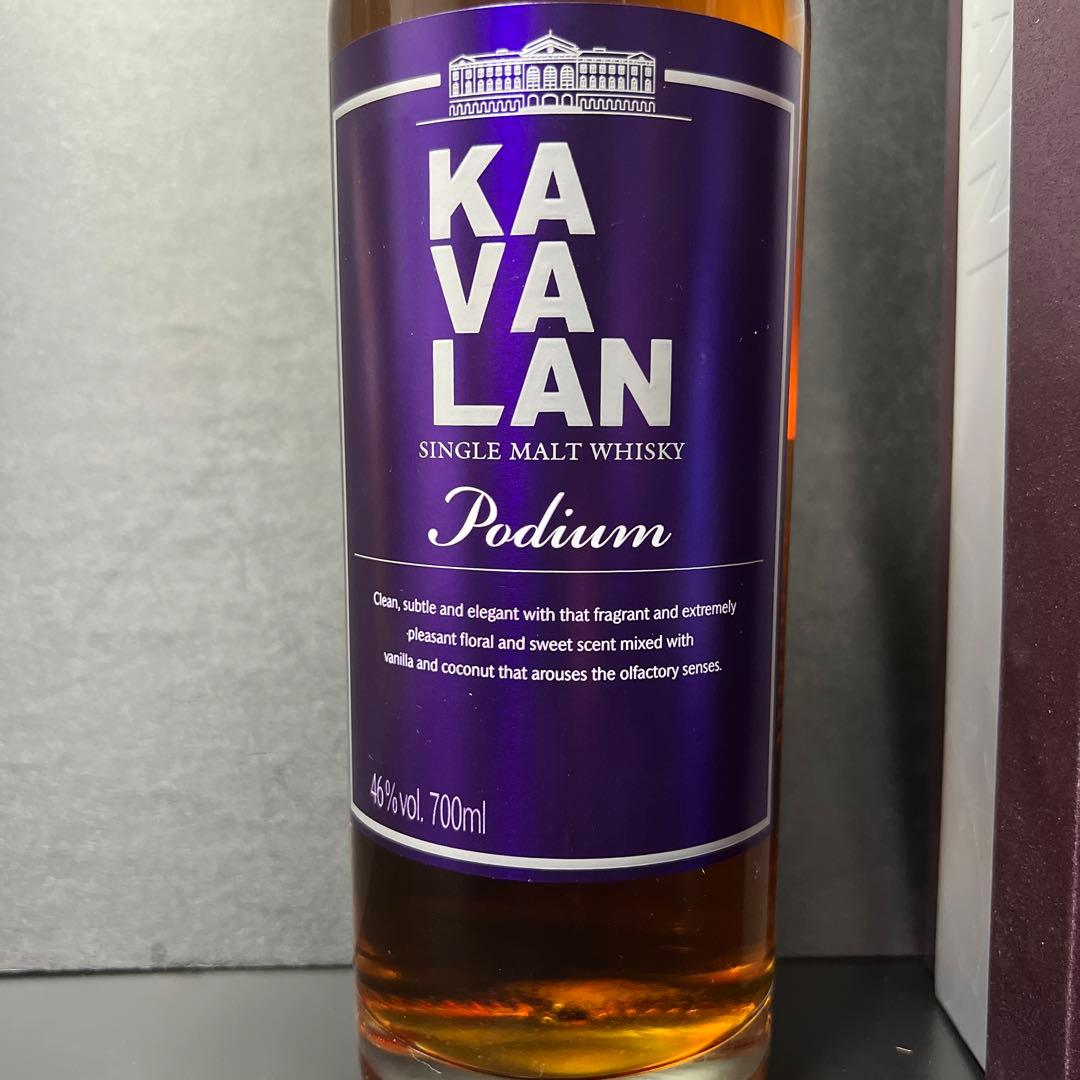 KA
VA
LAN
SINGLE MALT WHISKY
Podium
Clean, subtle and elegant with that fragrant and extremely
pleasant floral and sweet scent mixed with
vanilla and coconut that arouses the olfactory senses.
46%vol. 700ml